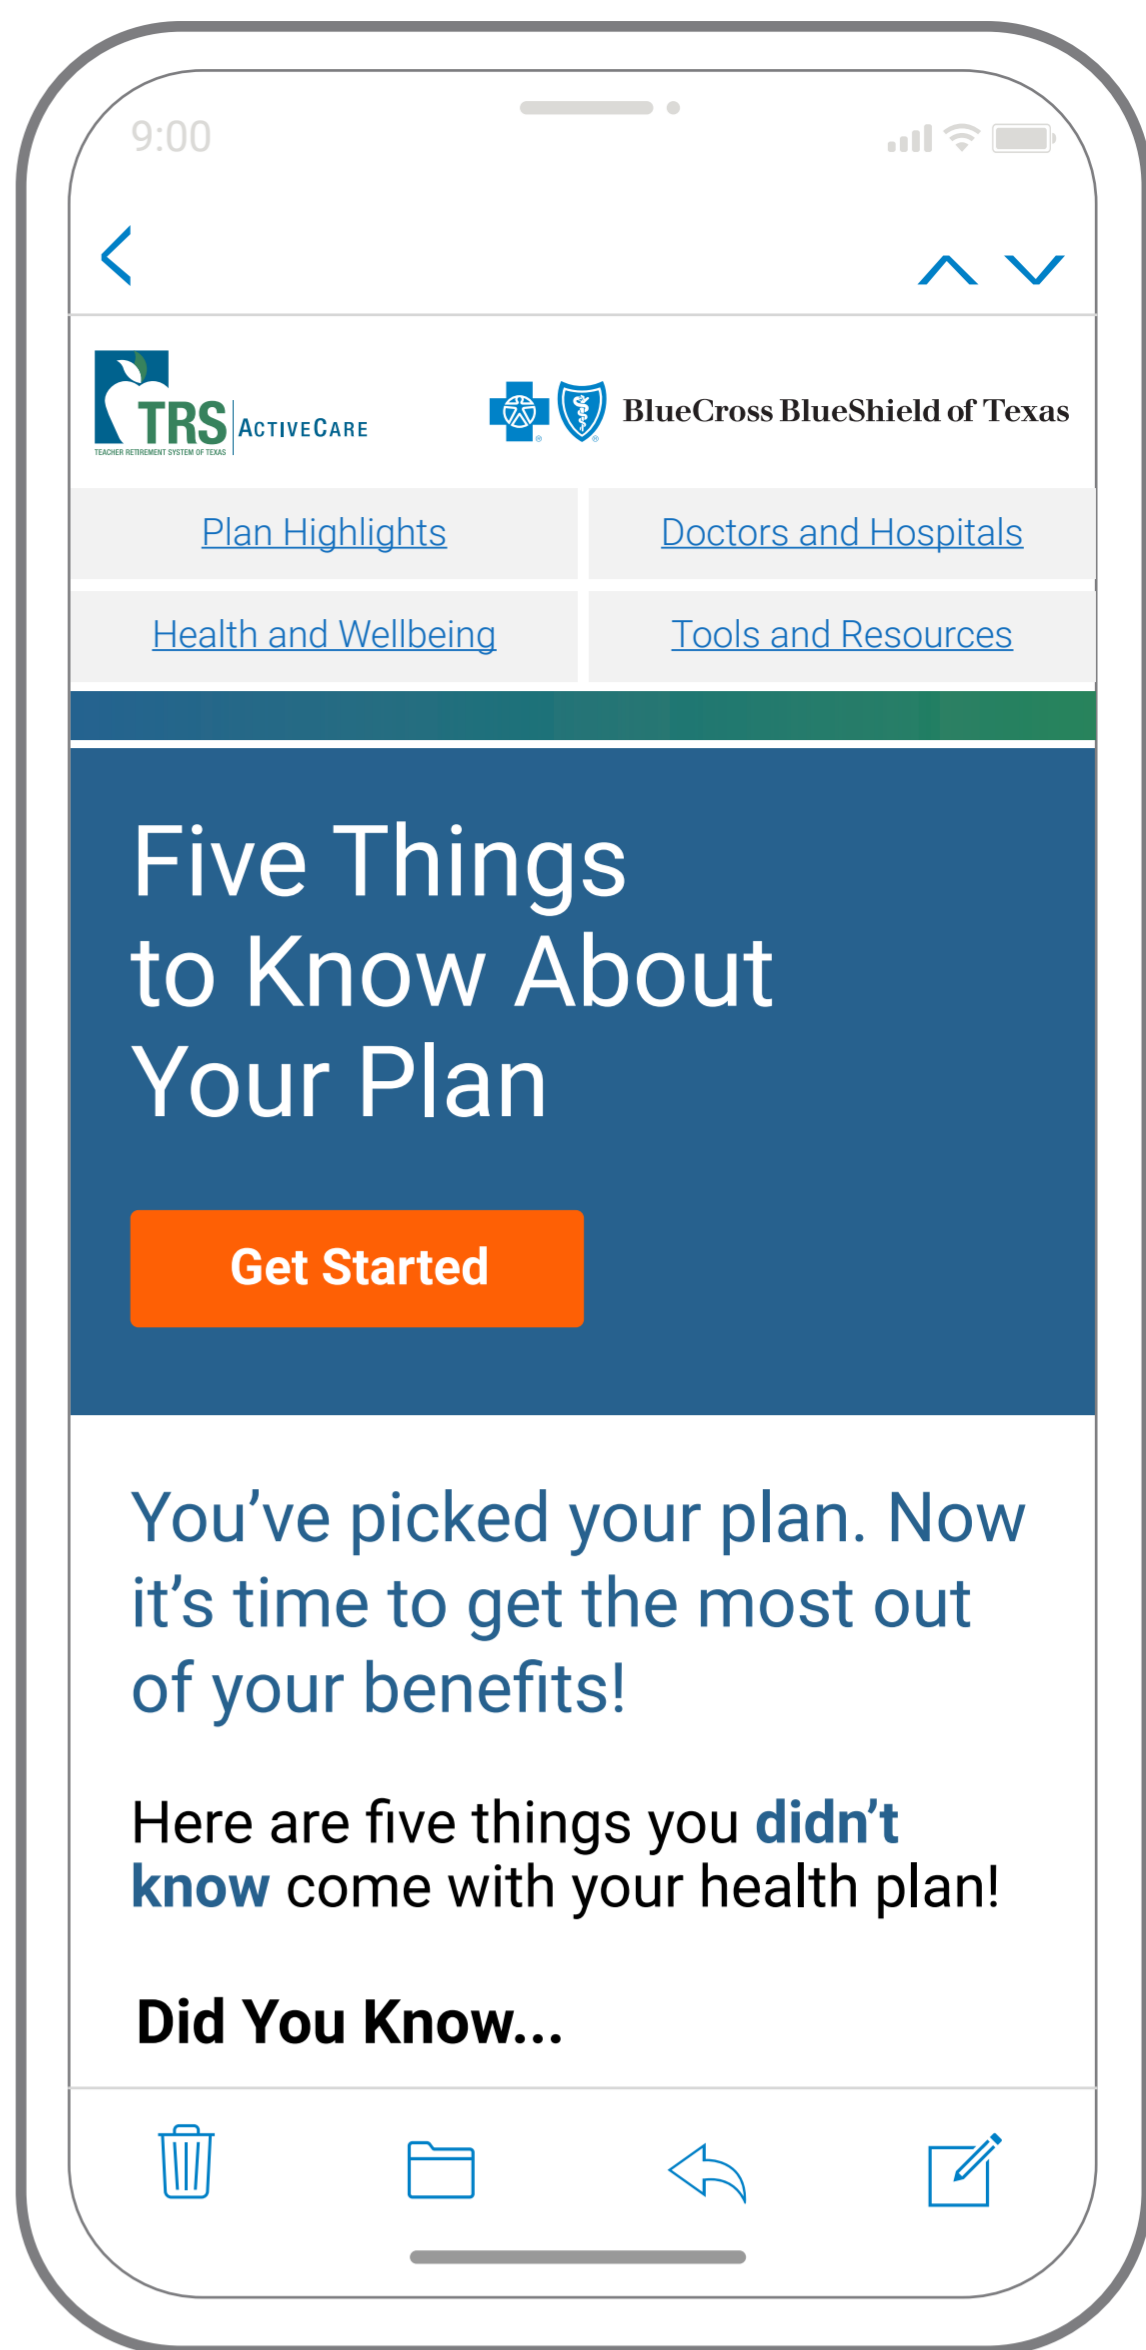 9:00
TRS ACTIVECARE
TEACHER RETIREMENT SYSTEM OF TEXAS
BlueCross BlueShield of Texas
Plan Highlights
Doctors and Hospitals
Health and Wellbeing
Tools and Resources
Five Things
to Know About
Your Plan
Get Started
You’ve picked your plan. Now
it’s time to get the most out
of your benefits!
Here are five things you didn’t
know come with your health plan!
Did You Know...